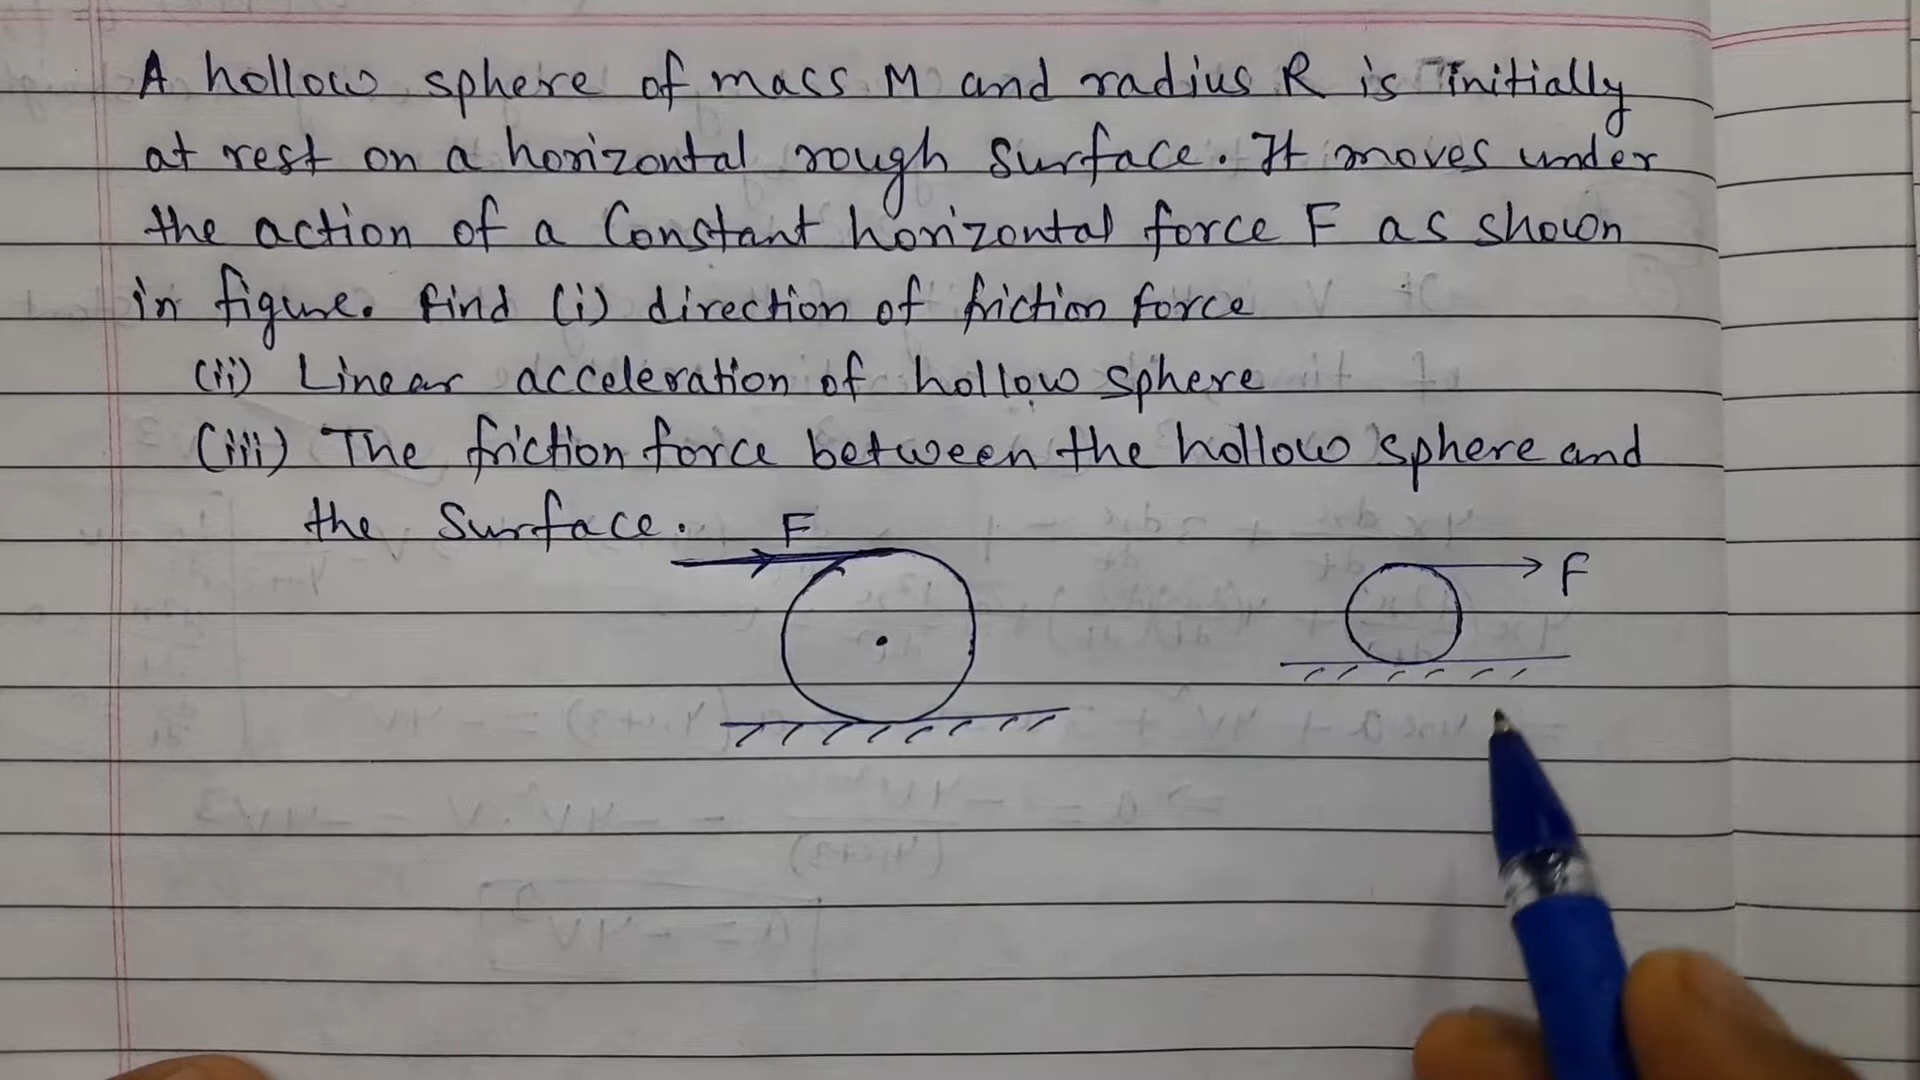 A hollow sphere of mass M and radius R is initially
at rest on a horizontal rough surface. It moves under
the action of a constant horizontal force F as shown
in figure. find (i) direction of friction force
(ii) Linear acceleration of hollow sphere
(iii) The friction force between the hollow sphere and
the surface.
F
F